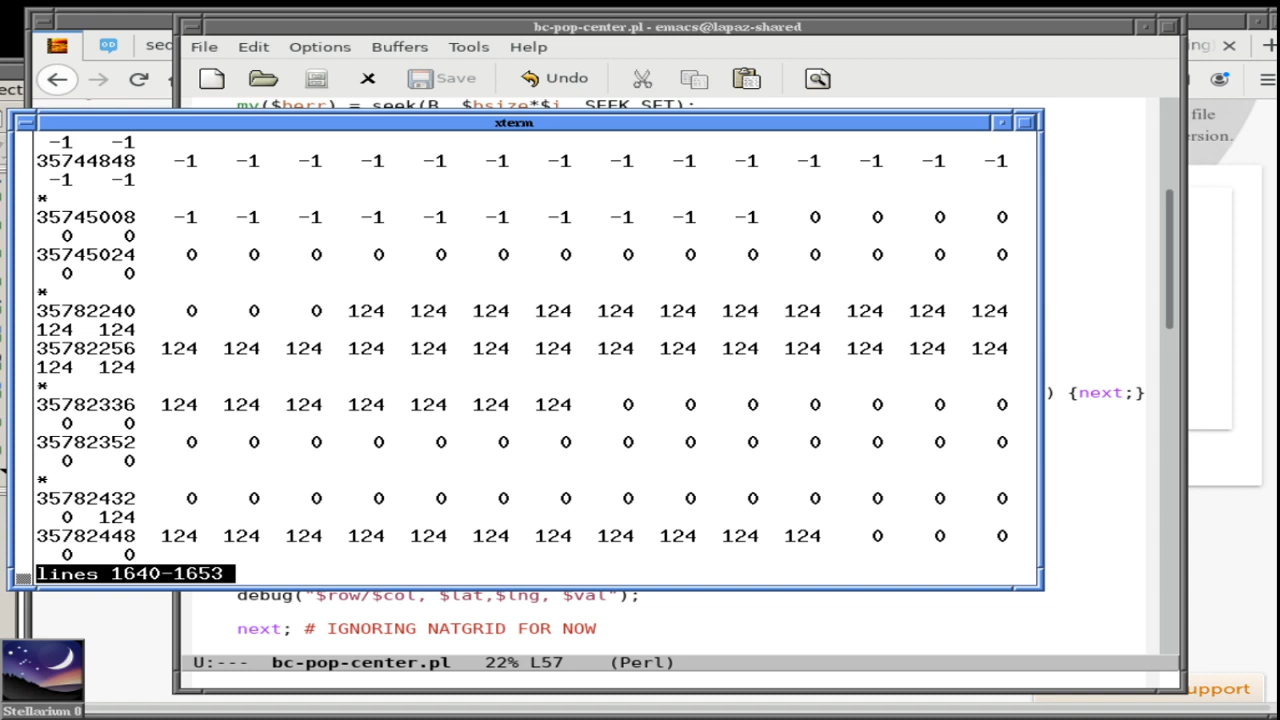 bc-pop-center.pl - emacs@lapaz-shared
sec
ing)
ect
File Edit Options Buffers Tools Help
Save Undo
file
rsion.
my($berr) = seek(B, $bsize*$i, SEEK_SET);
xterm
-1 -1
35744848 -1 -1 -1 -1 -1 -1 -1 -1 -1 -1 -1 -1 -1 -1
-1 -1
*
35745008 -1 -1 -1 -1 -1 -1 -1 -1 -1 -1 0 0 0 0
0 0
35745024 0 0 0 0 0 0 0 0 0 0 0 0 0 0
0 0
*
35782240 0 0 0 124 124 124 124 124 124 124 124 124 124 124
124 124
35782256 124 124 124 124 124 124 124 124 124 124 124 124 124 124
124 124
*
35782336 124 124 124 124 124 124 124 0 0 0 0 0 0 0
0 0
35782352 0 0 0 0 0 0 0 0 0 0 0 0 0 0
0 0
*
35782432 0 0 0 0 0 0 0 0 0 0 0 0 0 0
0 124
35782448 124 124 124 124 124 124 124 124 124 124 124 0 0 0
0 0
lines 1640-1653
) {next;}
debug("$row/$col, $lat,$lng, $val");
next; # IGNORING NATGRID FOR NOW
U:--- bc-pop-center.pl 22% L57 (Perl)
upport
Stellarium 0